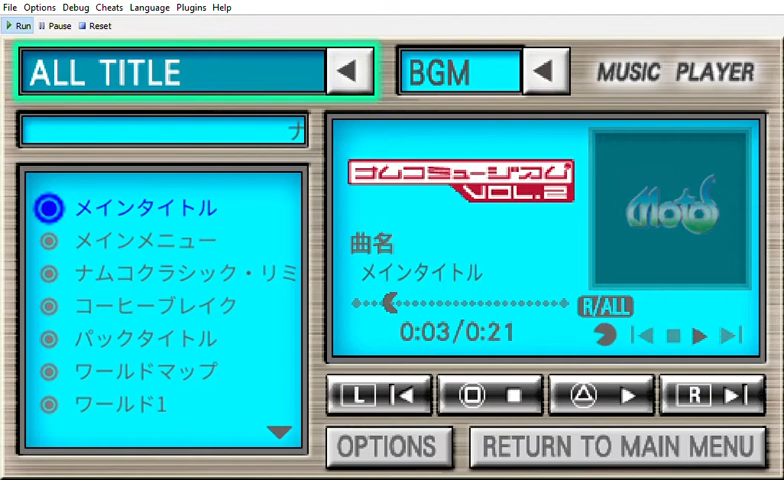 File Options Debug Cheats Language Plugins Help
Run Pause Reset
ALL TITLE
BGM
MUSIC PLAYER
ナ
メインタイトル
メインメニュー
ナムコクラシック・リミ
コーヒーブレイク
パックタイトル
ワールドマップ
ワールド1
ナムコミュージアム
VOL.2
Motos
曲名
メインタイトル
R/ALL
0:03/0:21
L
R
OPTIONS
RETURN TO MAIN MENU